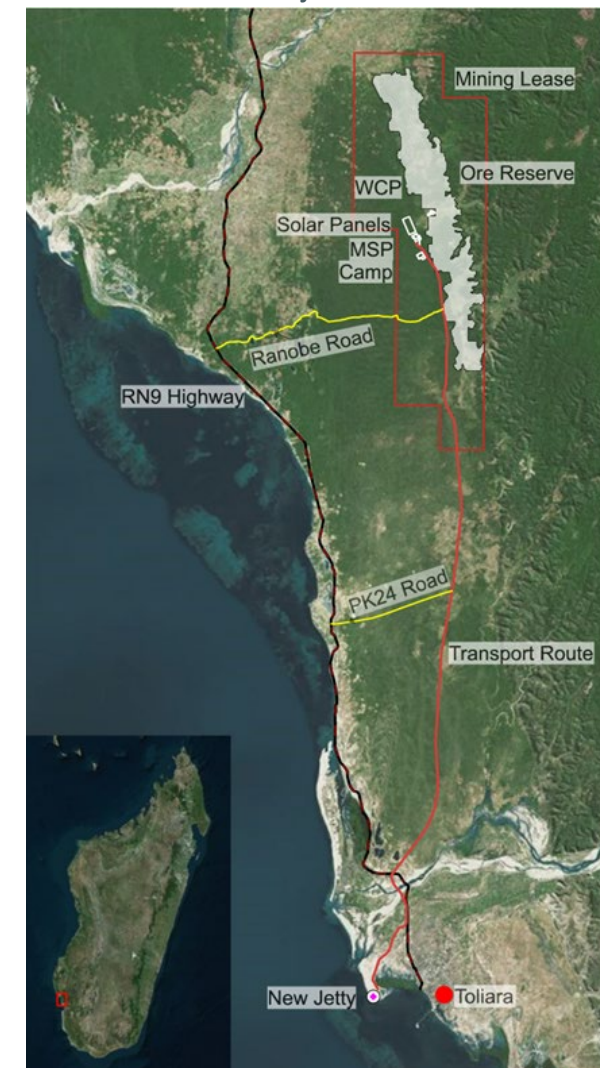 Mining Lease
Ore Reserve
WCP
Solar Panels
MSP
Camp
Ranobe Road
RN9 Highway
PK24 Road
Transport Route
New Jetty
Toliara